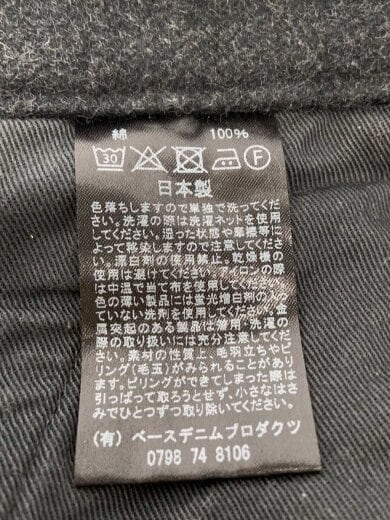 綿 100%
30 F
日本製
色落ちしますので単独で洗ってくだ
さい。洗濯の際は洗濯ネットを使用
してください。湿った状態や摩擦等に
よって移染しますので注意してくださ
い。漂白剤の使用禁止。乾燥機の
使用は避けてください。アイロンの際
は中温で当て布を使用してください。
色の薄い製品には蛍光増白剤の入
っていない洗剤を使用してください。金
属突起のある製品は着用・洗濯の
際の取り扱いには充分注意してくだ
さい。素材の性質上、毛羽立ちやピ
リング(毛玉)がみられることがあり
ます。ピリングができてしまった際は
引っぱって取ろうとせず、小さなはさ
みでひとつずつ取り除いてください。
(有) ベースデニムプロダクツ
0798 74 8106